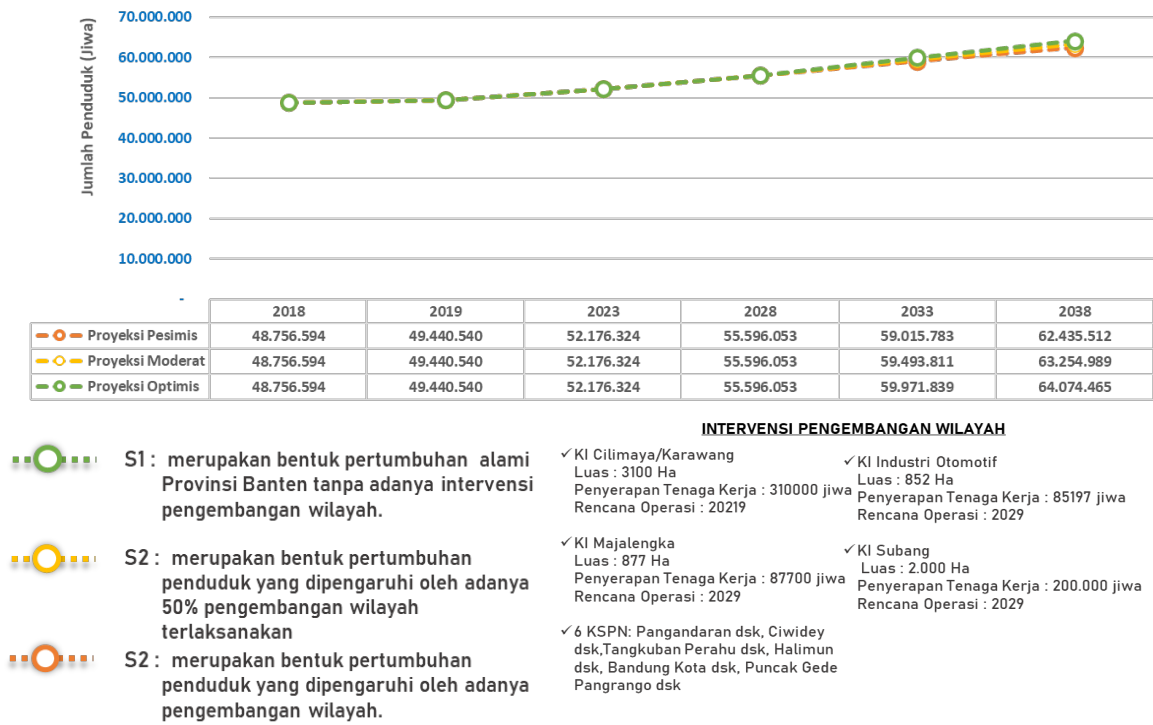 Jumlah Penduduk (Jiwa)
70.000.000
60.000.000
50.000.000
40.000.000
30.000.000
20.000.000
10.000.000
-
2018 2019 2023 2028 2033 2038
Proyeksi Pesimis 48.756.594 49.440.540 52.176.324 55.596.053 59.015.783 62.435.512
Proyeksi Moderat 48.756.594 49.440.540 52.176.324 55.596.053 59.493.811 63.254.989
Proyeksi Optimis 48.756.594 49.440.540 52.176.324 55.596.053 59.971.839 64.074.465
S1 : merupakan bentuk pertumbuhan alami
Provinsi Banten tanpa adanya intervensi
pengembangan wilayah.
S2 : merupakan bentuk pertumbuhan
penduduk yang dipengaruhi oleh adanya
50% pengembangan wilayah
terlaksanakan
S2 : merupakan bentuk pertumbuhan
penduduk yang dipengaruhi oleh adanya
pengembangan wilayah.
INTERVENSI PENGEMBANGAN WILAYAH
✓KI Cilimaya/Karawang
Luas : 3100 Ha
Penyerapan Tenaga Kerja : 310000 jiwa
Rencana Operasi : 20219
✓KI Majalengka
Luas : 877 Ha
Penyerapan Tenaga Kerja : 87700 jiwa
Rencana Operasi : 2029
✓6 KSPN: Pangandaran dsk, Ciwidey
dsk,Tangkuban Perahu dsk, Halimun
dsk, Bandung Kota dsk, Puncak Gede
Pangrango dsk
✓KI Industri Otomotif
Luas : 852 Ha
Penyerapan Tenaga Kerja : 85197 jiwa
Rencana Operasi : 2029
✓KI Subang
Luas : 2.000 Ha
Penyerapan Tenaga Kerja : 200.000 jiwa
Rencana Operasi : 2029